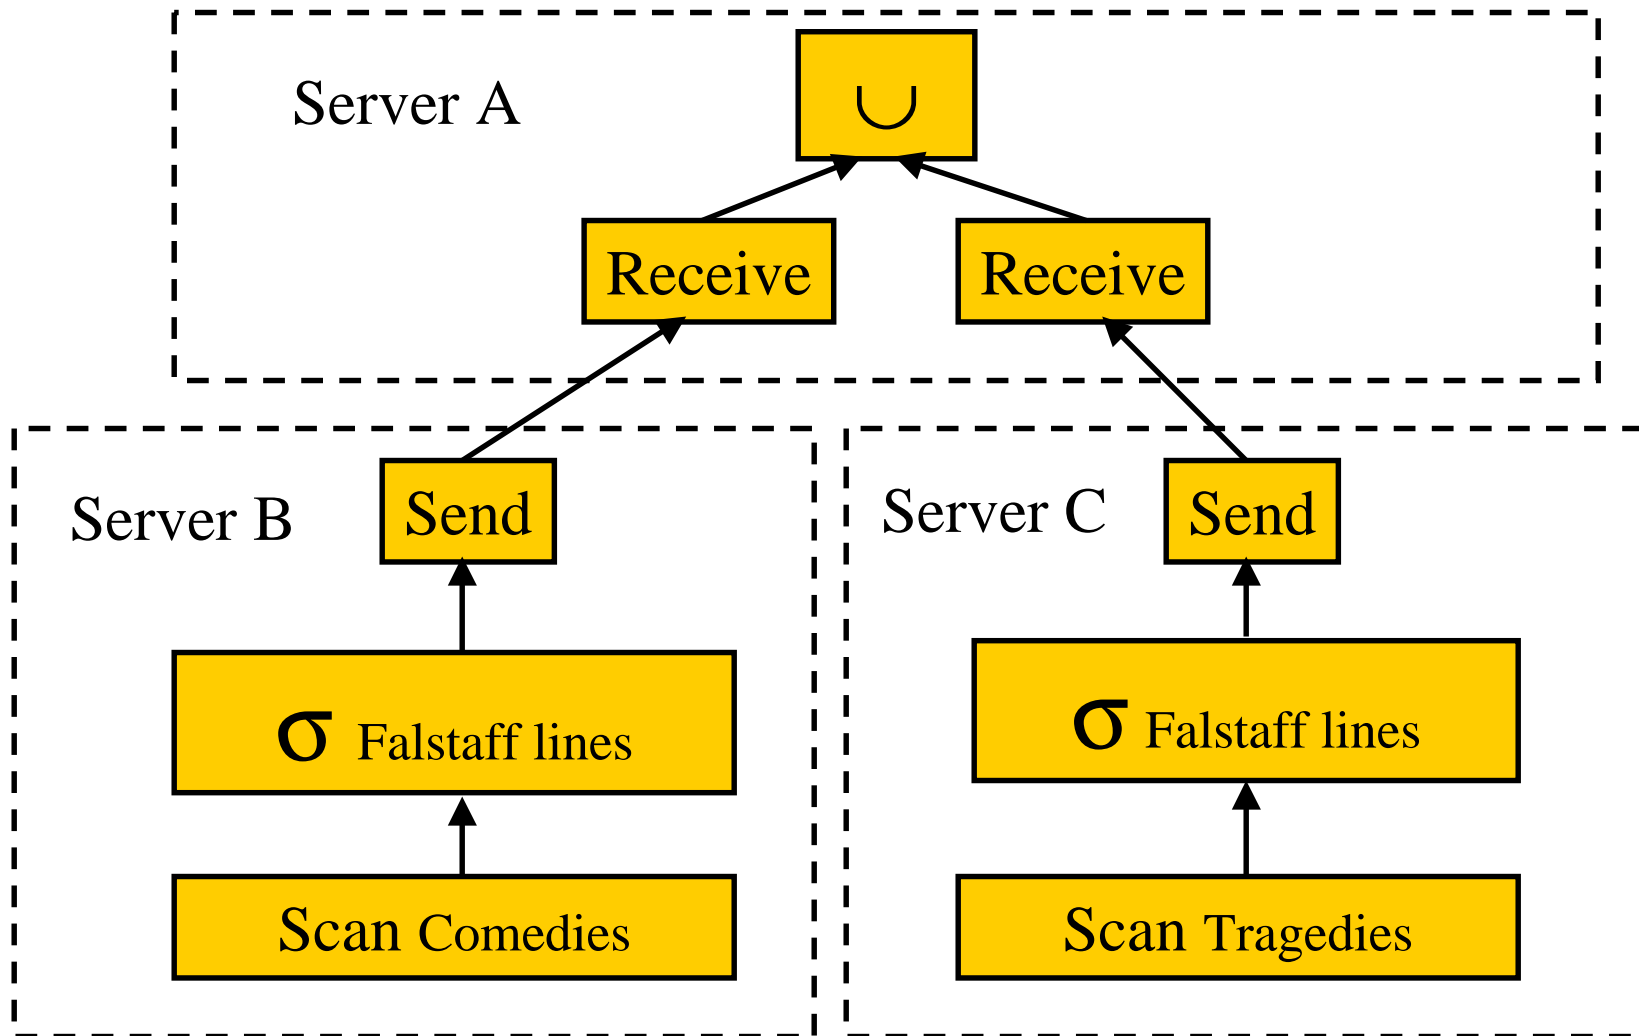 Server A
∪
Receive
Receive
Server B
Send
Server C
Send
σ Falstaff lines
σ Falstaff lines
Scan Comedies
Scan Tragedies